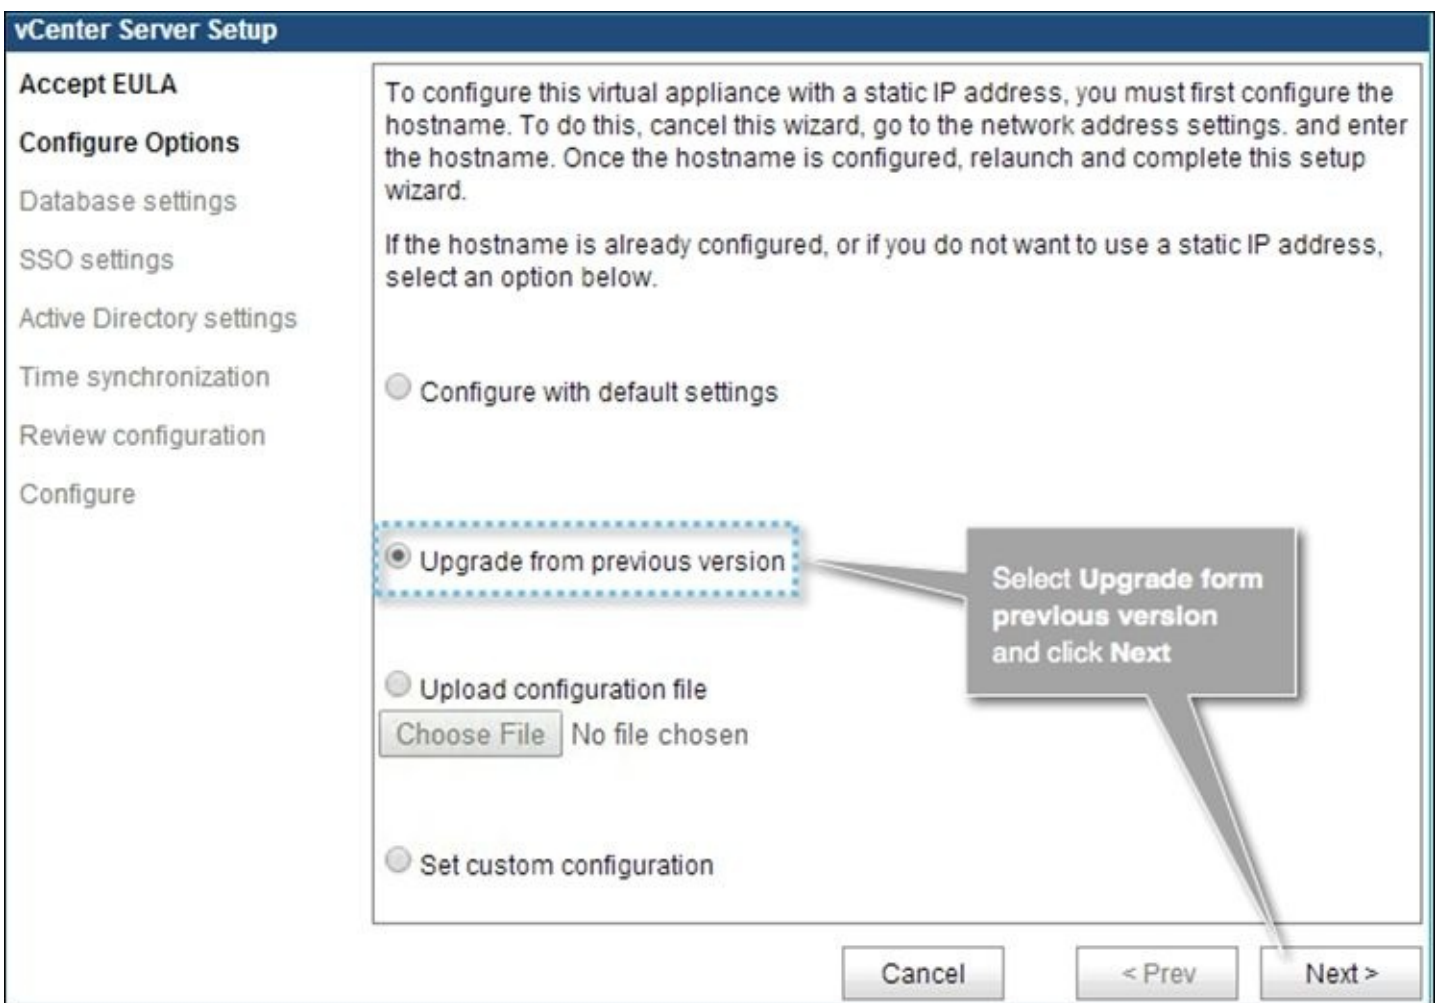 vCenter Server Setup
Accept EULA
Configure Options
Database settings
SSO settings
Active Directory settings
Time synchronization
Review configuration
Configure
To configure this virtual appliance with a static IP address, you must first configure the
hostname. To do this, cancel this wizard, go to the network address settings. and enter
the hostname. Once the hostname is configured, relaunch and complete this setup
wizard.
If the hostname is already configured, or if you do not want to use a static IP address,
select an option below.
Configure with default settings
Upgrade from previous version
Select Upgrade form
previous version
and click Next
Upload configuration file
Choose File No file chosen
Set custom configuration
Cancel
< Prev
Next >